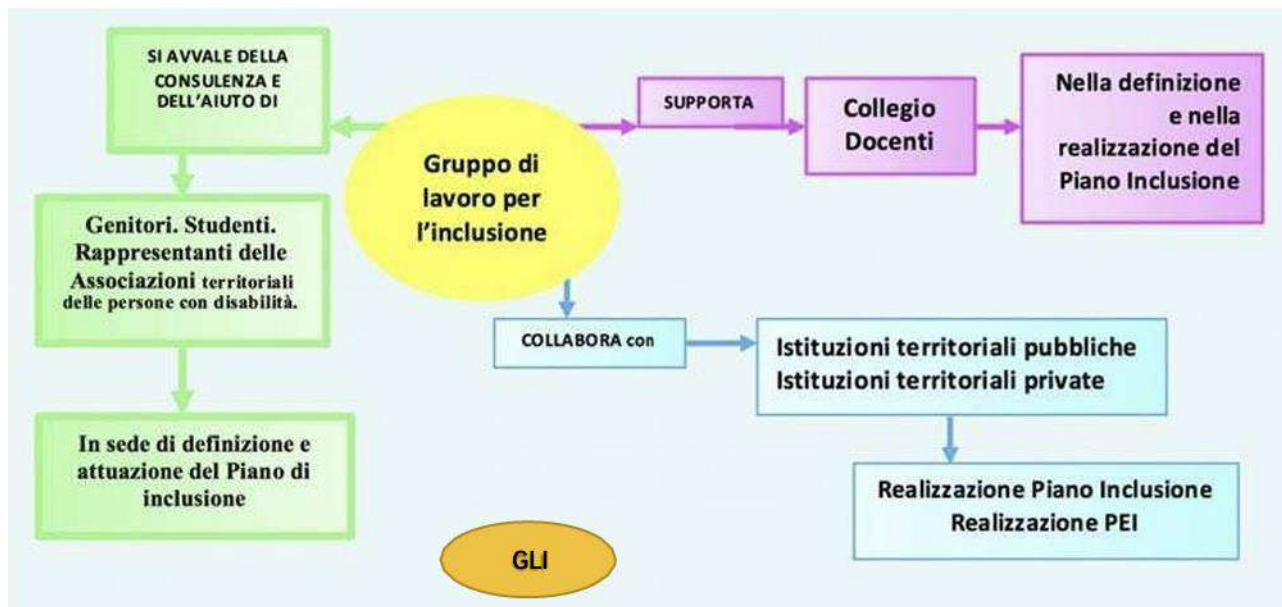 SI AVVALE DELLA
CONSULENZA E
DELL'AIUTO DI
Genitori. Studenti.
Rappresentanti delle
Associazioni territoriali
delle persone con disabilità.
In sede di definizione e
attuazione del Piano di
inclusione
Gruppo di
lavoro per
l'inclusione
SUPPORTA
Collegio
Docenti
Nella definizione
e nella
realizzazione del
Piano Inclusione
COLLABORA con
Istituzioni territoriali pubbliche
Istituzioni territoriali private
Realizzazione Piano Inclusione
Realizzazione PEI
GLI